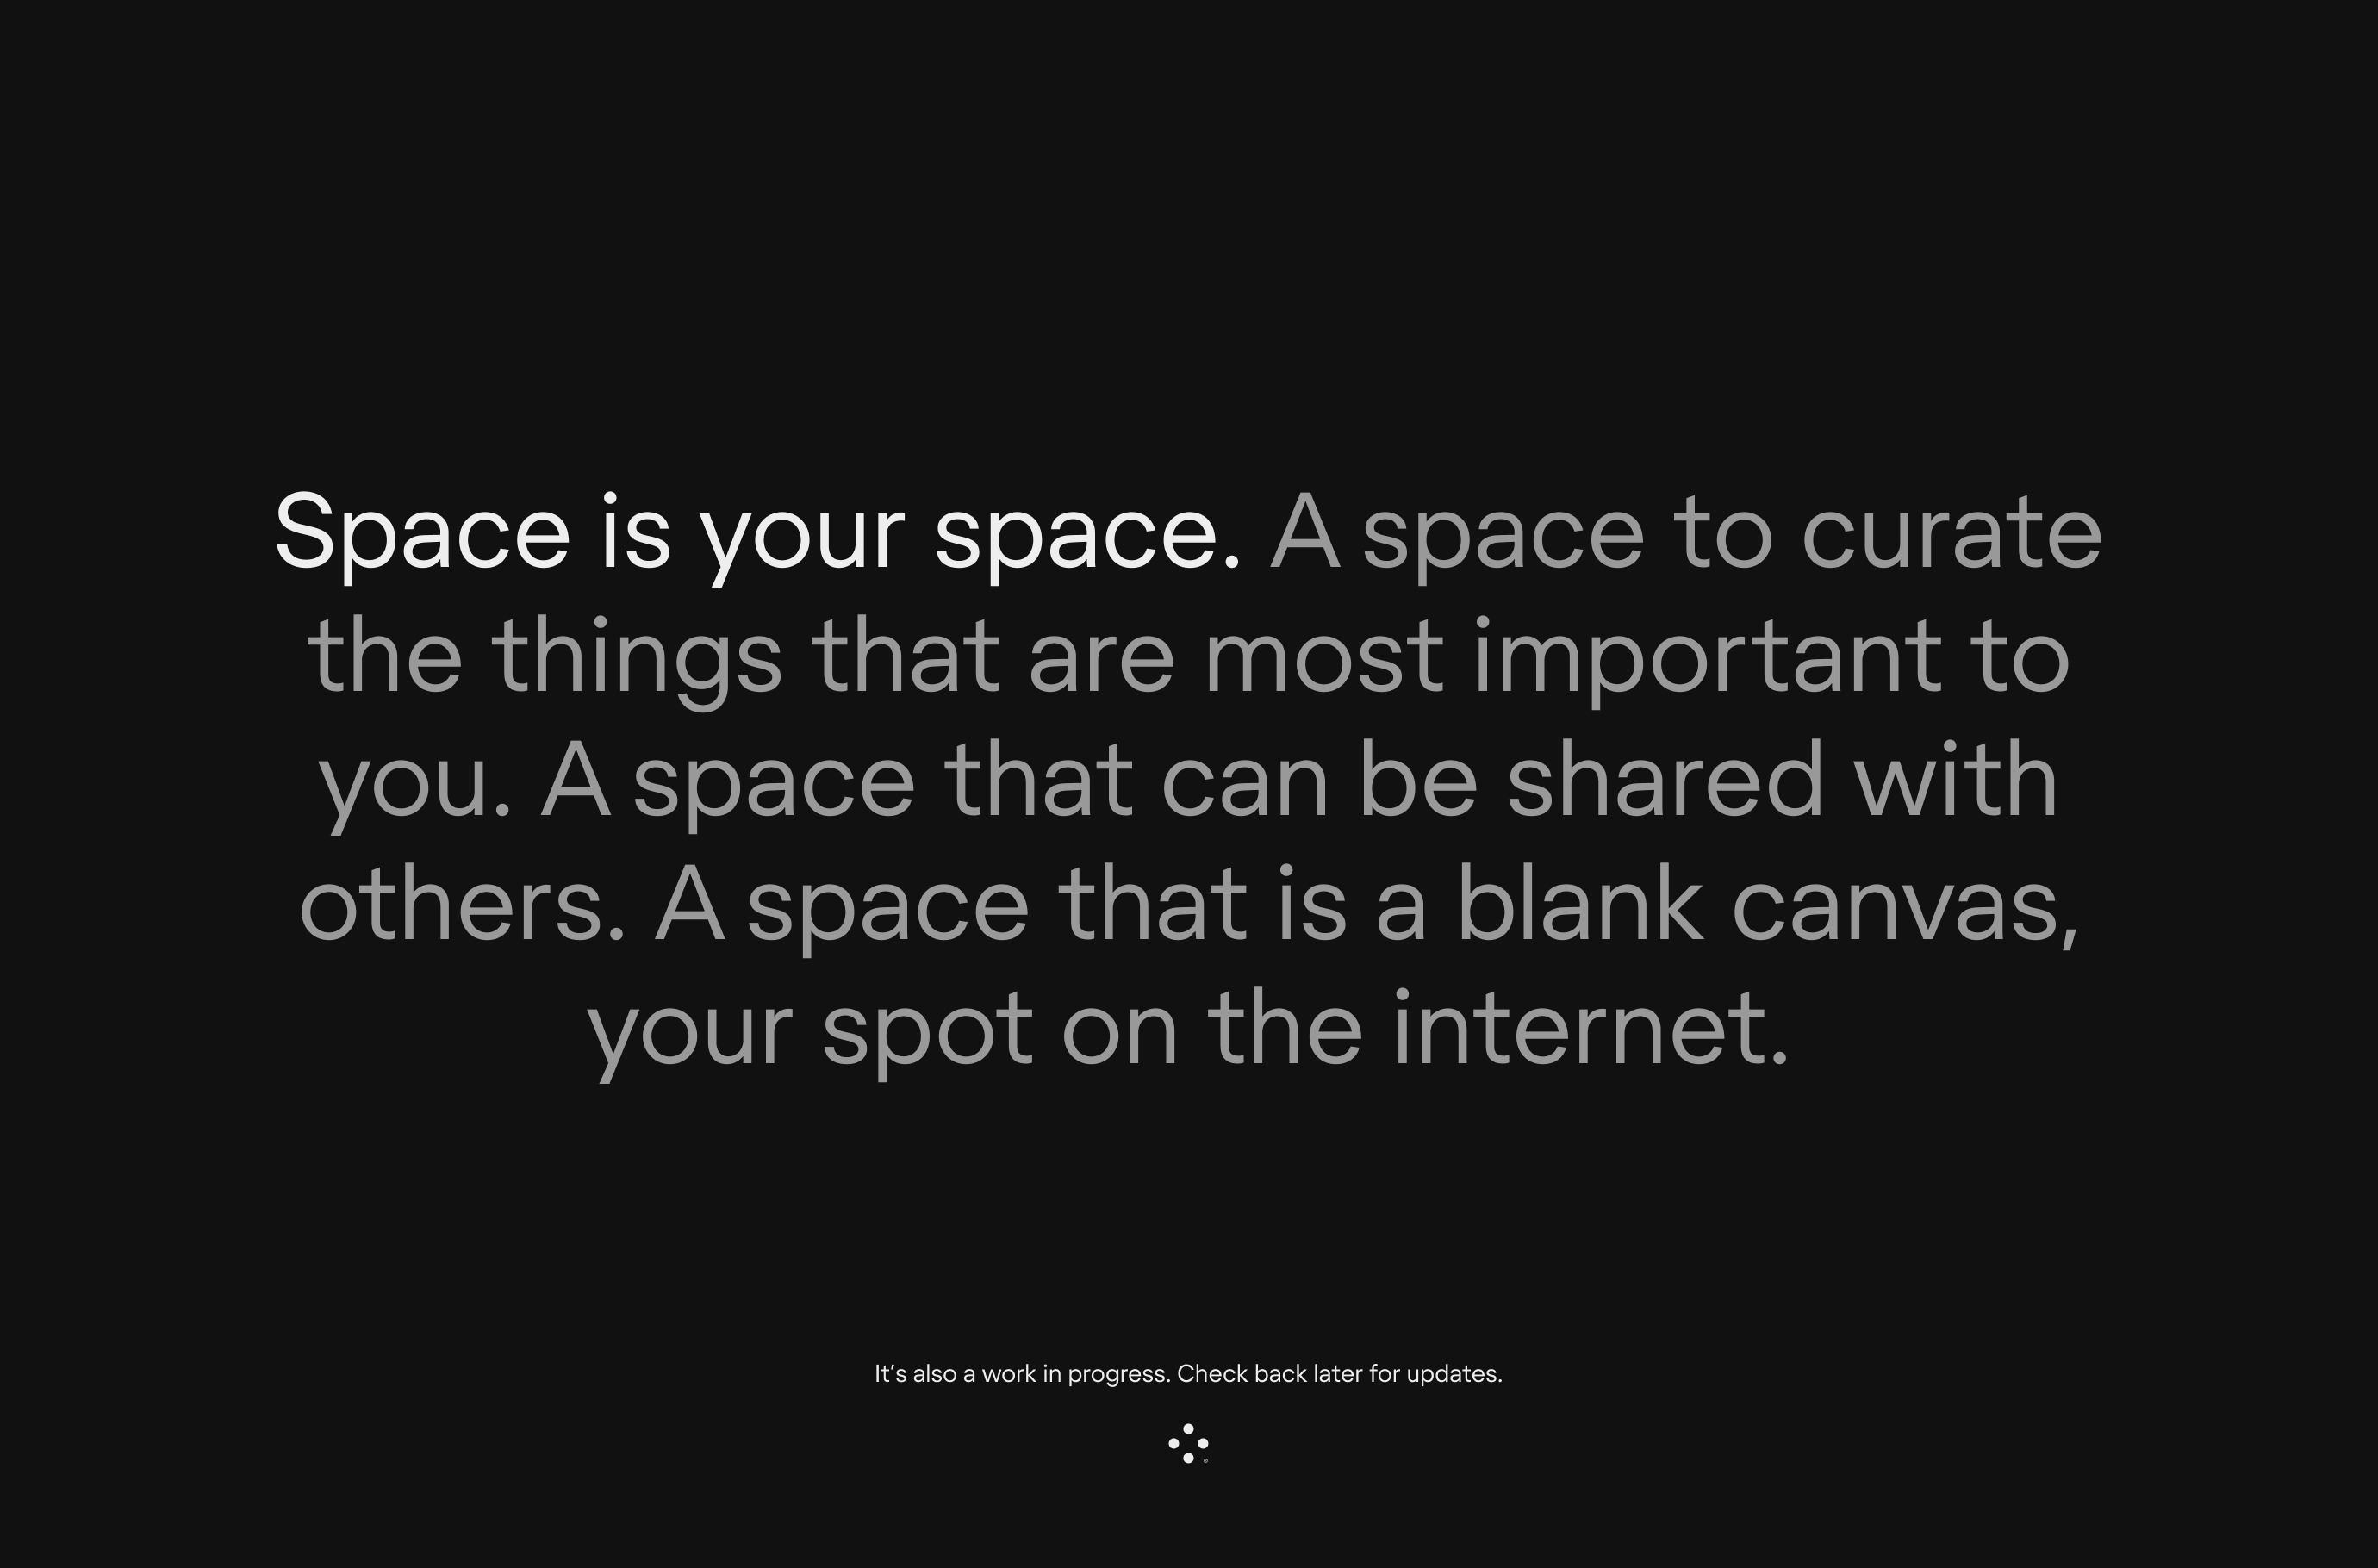 Space is your space. A space to curate
the things that are most important to
you. A space that can be shared with
others. A space that is a blank canvas,
your spot on the internet.
It’s also a work in progress. Check back later for updates.